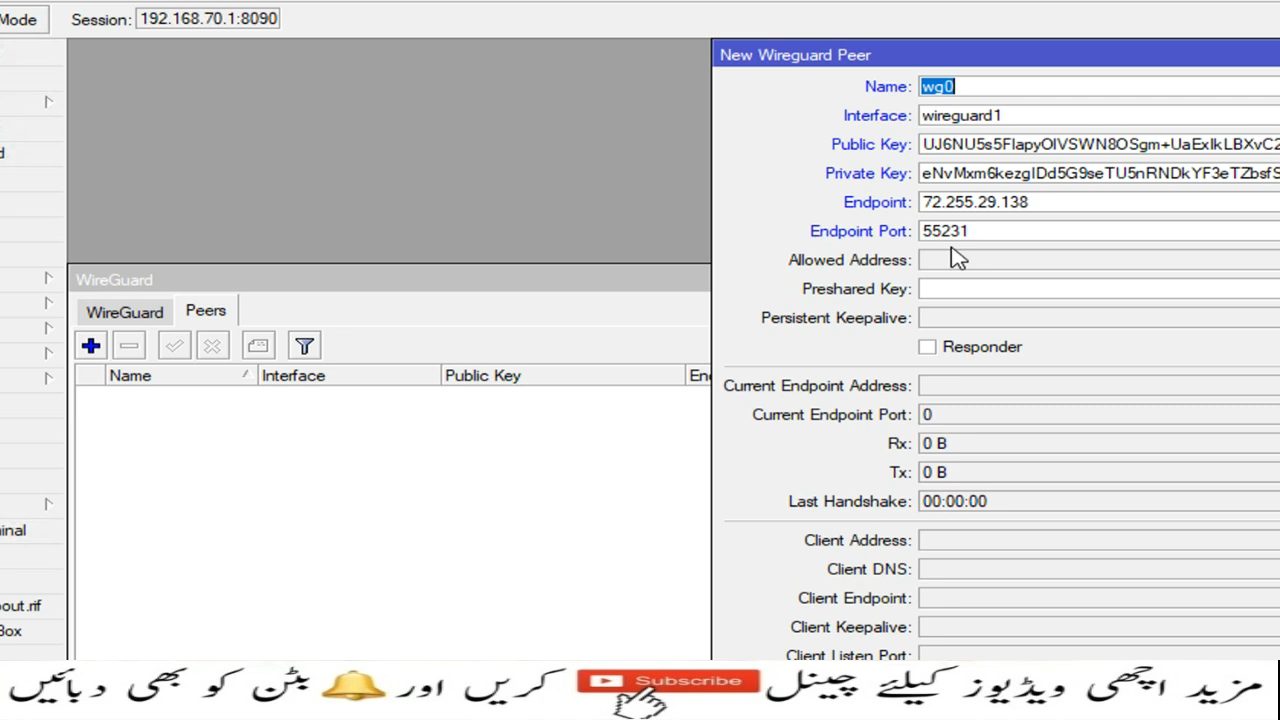 Mode
Session: 192.168.70.1:8090
New Wireguard Peer
Name: wg0
Interface: wireguard1
Public Key: UJ6NU5s5FlapyOlVSWN8OSgm+UaExIkLBXvC2
Private Key: eNvMxm6kezglDd5G9seTU5nRNDkYF3eTZbsfS
Endpoint: 72.255.29.138
Endpoint Port: 55231
Allowed Address:
Preshared Key:
Persistent Keepalive:
Responder
Current Endpoint Address:
Current Endpoint Port: 0
Rx: 0 B
Tx: 0 B
Last Handshake: 00:00:00
Client Address:
Client DNS:
Client Endpoint:
Client Keepalive:
Client Listen Port:
WireGuard
WireGuard Peers
Name Interface Public Key En
d
inal
out.rif
Box
مزید اچھی ویڈیوز کیلئے چینل Subscribe کریں اور بٹن کو بھی دبائیں